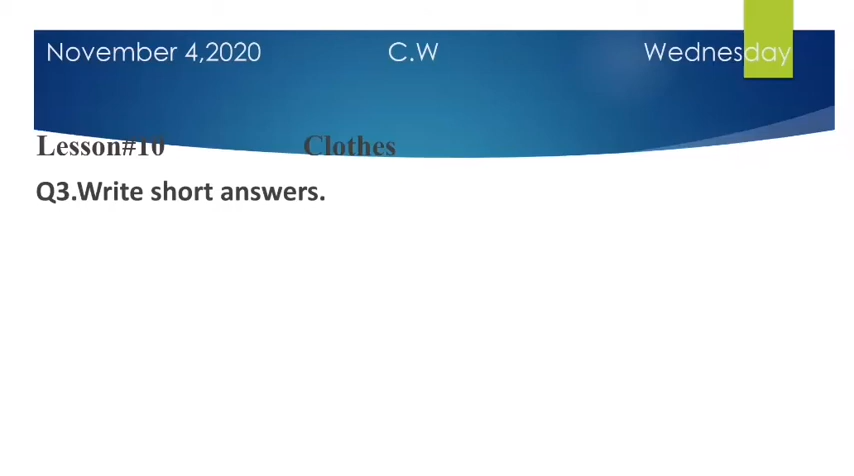 November 4,2020 C.W Wednesday
Lesson#10 Clothes
Q3.Write short answers.